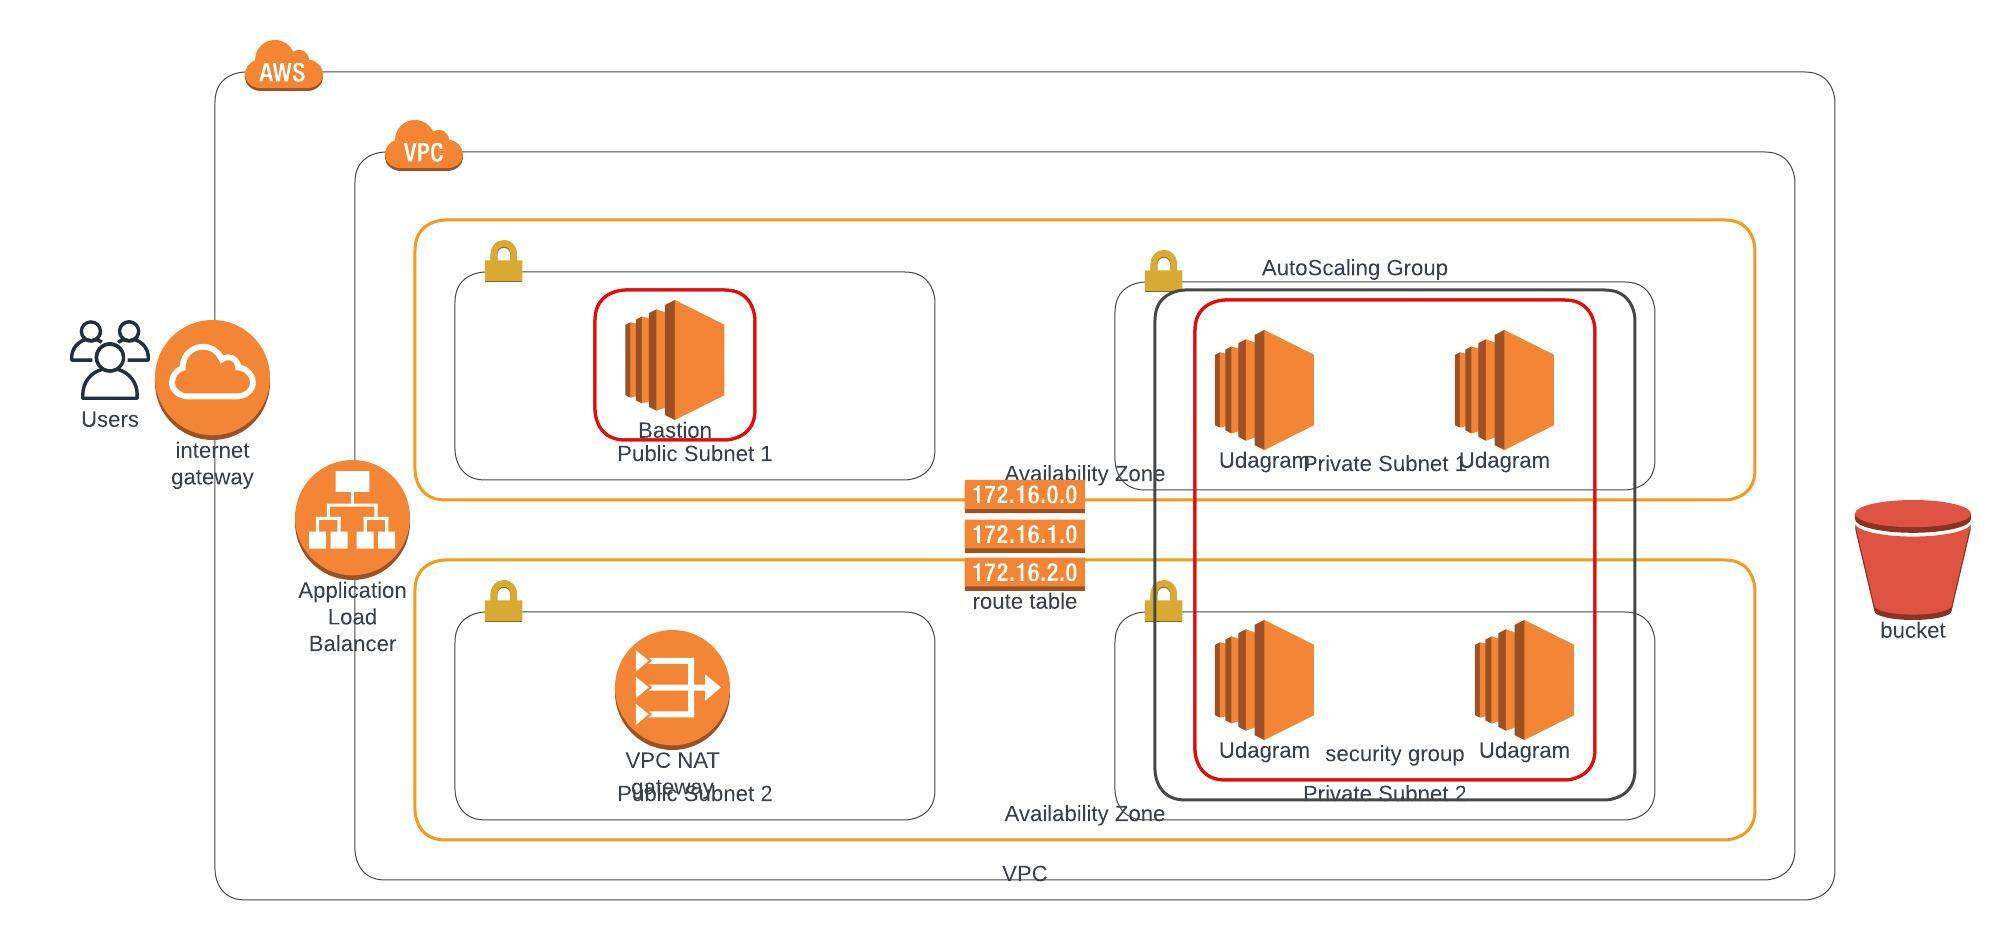 AWS
VPC
AutoScaling Group
Users
internet
gateway
Bastion
Public Subnet 1
Udagram
Private Subnet 1
Udagram
Availability Zone
172.16.0.0
172.16.1.0
172.16.2.0
route table
Application
Load
Balancer
bucket
VPC NAT
gateway
Public Subnet 2
Udagram
security group
Udagram
Private Subnet 2
Availability Zone
VPC